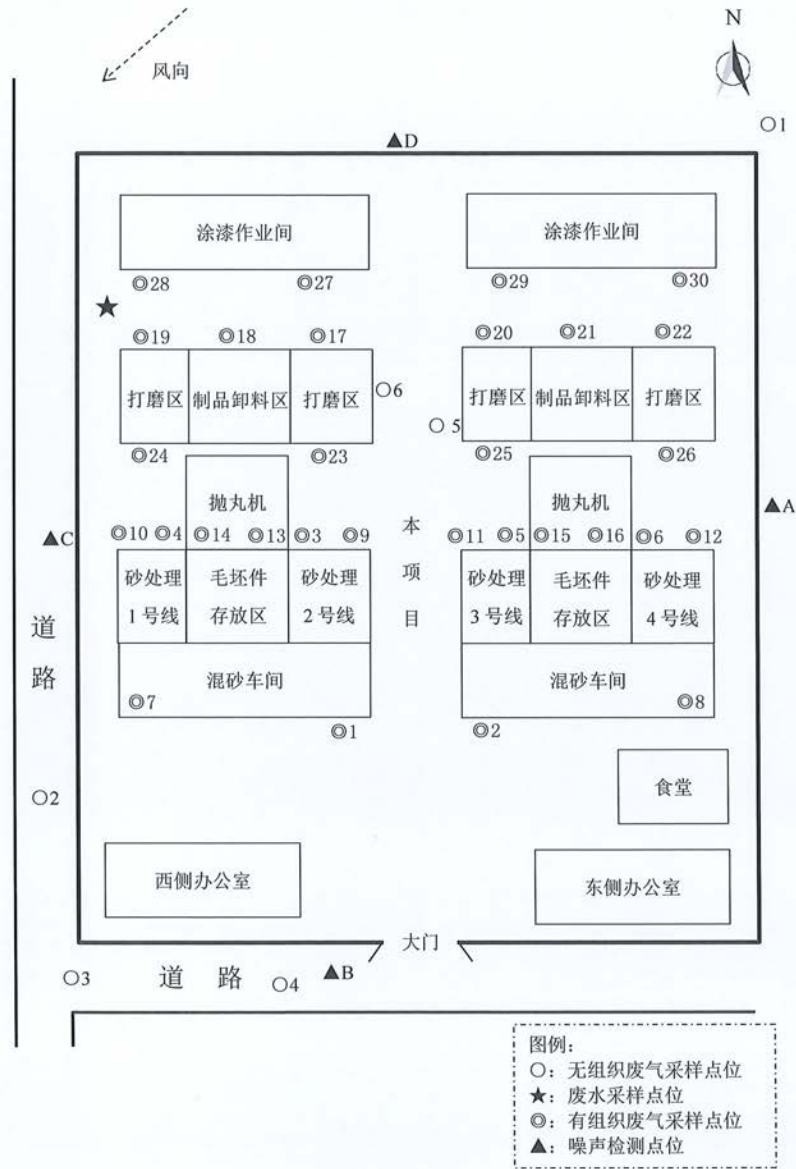 N
风向
○1
▲D
涂漆作业间
涂漆作业间
◎28
◎27
◎29
◎30
★
◎19
◎18
◎17
◎20
◎21
◎22
打磨区
制品卸料区
打磨区
○6
打磨区
制品卸料区
打磨区
○5
◎24
◎23
◎25
◎26
抛丸机
抛丸机
▲A
▲C
◎10
◎4
◎14
◎13
◎3
◎9
本项目
◎11
◎5
◎15
◎16
◎6
◎12
砂处理
1号线
毛坯件
存放区
砂处理
2号线
砂处理
3号线
毛坯件
存放区
砂处理
4号线
道路
混砂车间
混砂车间
◎7
◎8
◎1
◎2
○2
食堂
西侧办公室
东侧办公室
大门
○3
道路
○4
▲B
图例：
○：无组织废气采样点位
★：废水采样点位
◎：有组织废气采样点位
▲：噪声检测点位